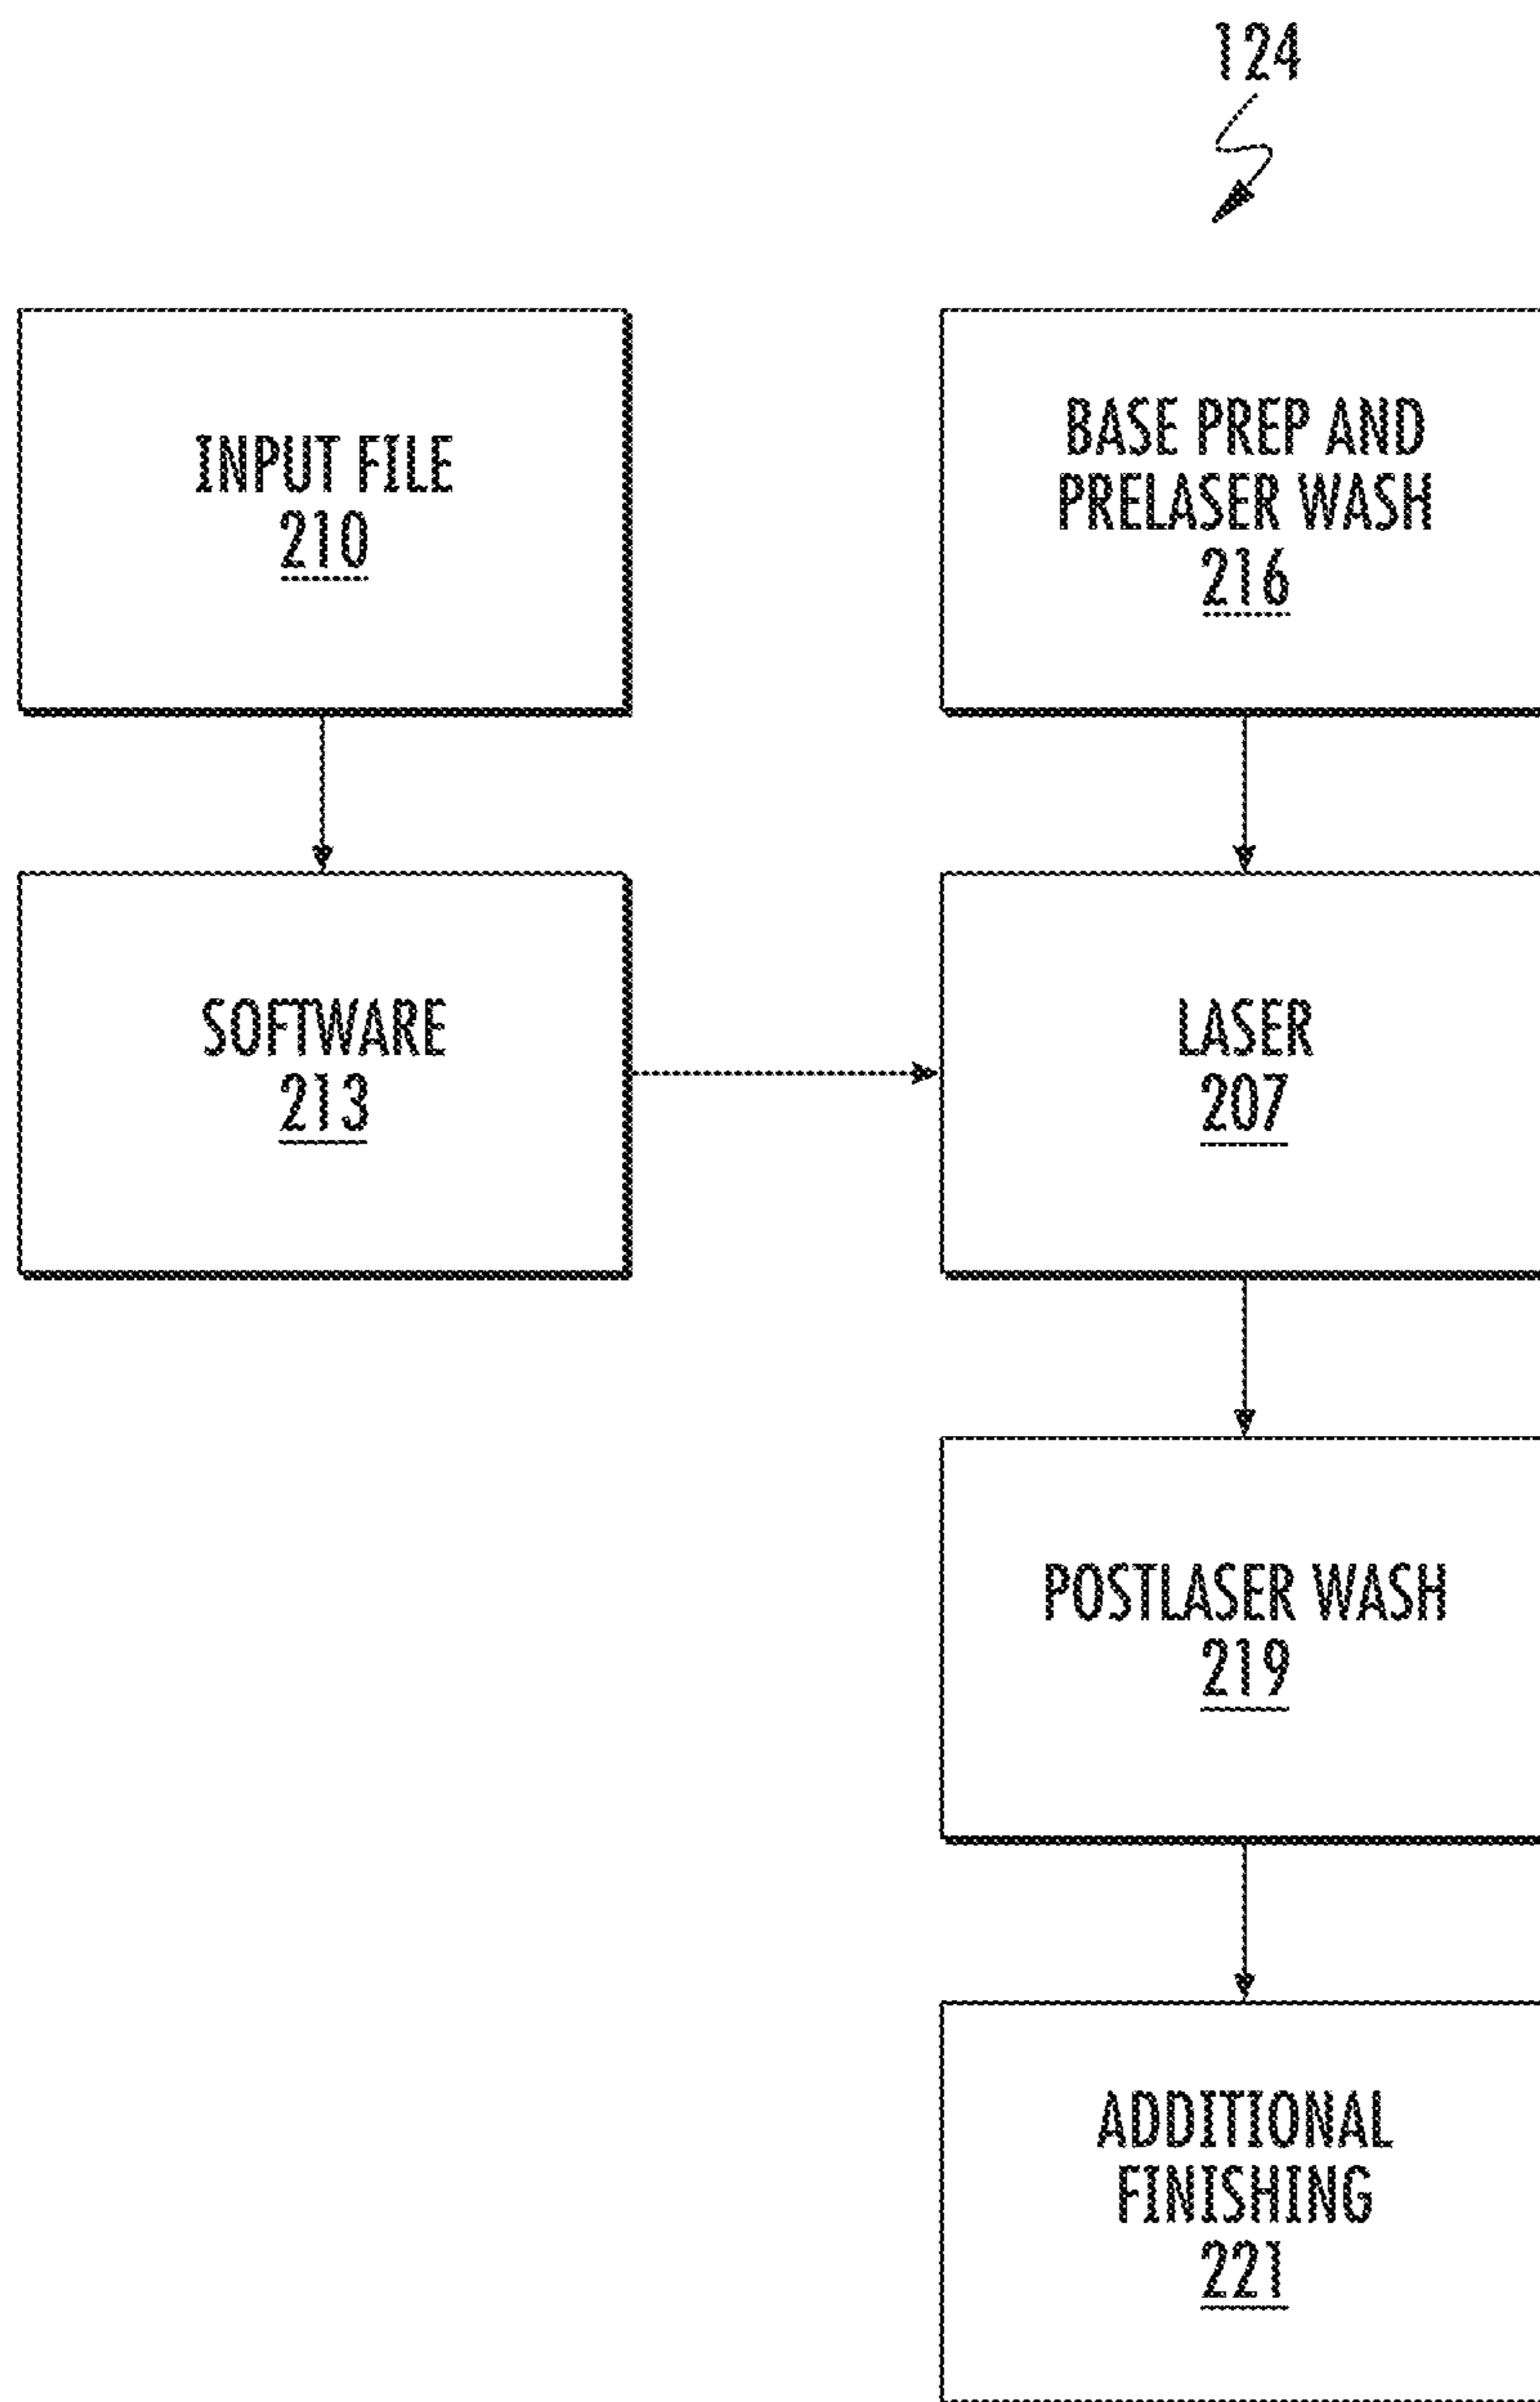 124
INPUT FILE
210
BASE PREP AND
PRELASER WASH
216
SOFTWARE
213
LASER
207
POSTLASER WASH
219
ADDITIONAL
FINISHING
221